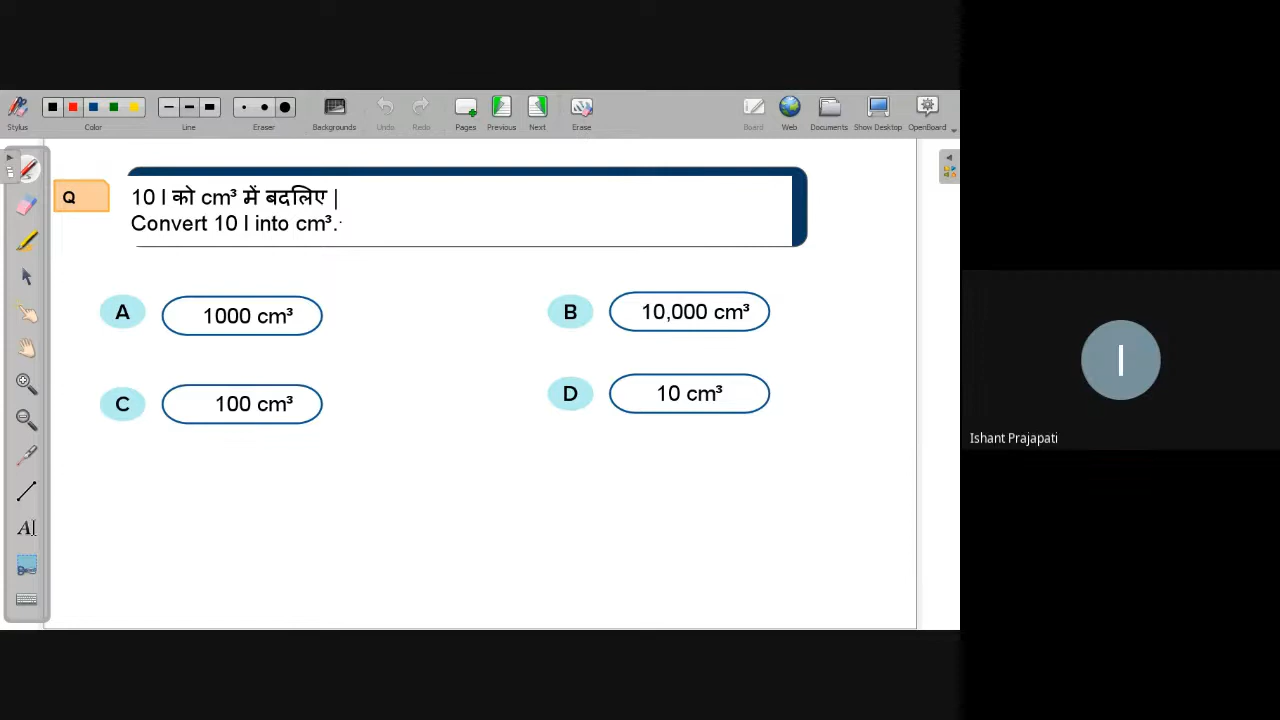 Stylus
Color
Line
Eraser
Backgrounds
Undo
Redo
Pages
Previous
Next
Erase
Board
Web
Documents
Show Desktop
OpenBoard
Q
10 l को cm³ में बदलिए |
Convert 10 l into cm³.
A 1000 cm³
B 10,000 cm³
C 100 cm³
D 10 cm³
I
Ishant Prajapati